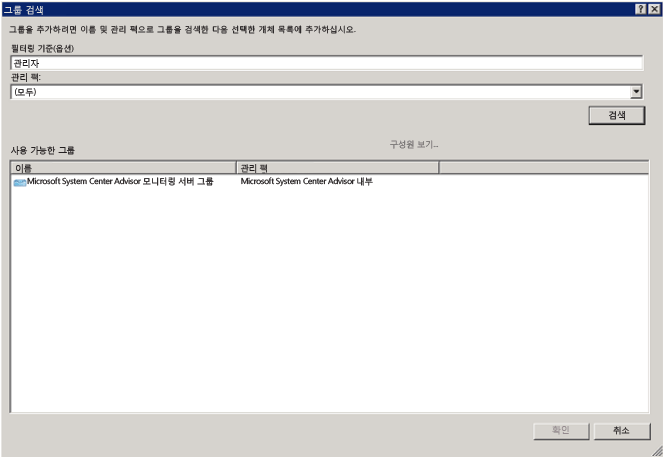 그룹 검색
그룹을 추가하려면 이름 및 관리 팩으로 그룹을 검색한 다음 선택한 개체 목록에 추가하십시오.
필터링 기준(옵션)
관리자
관리 팩:
(모두)
검색
구성원 보기...
사용 가능한 그룹
이름 관리 팩
Microsoft System Center Advisor 모니터링 서버 그룹 Microsoft System Center Advisor 내부
확인 취소